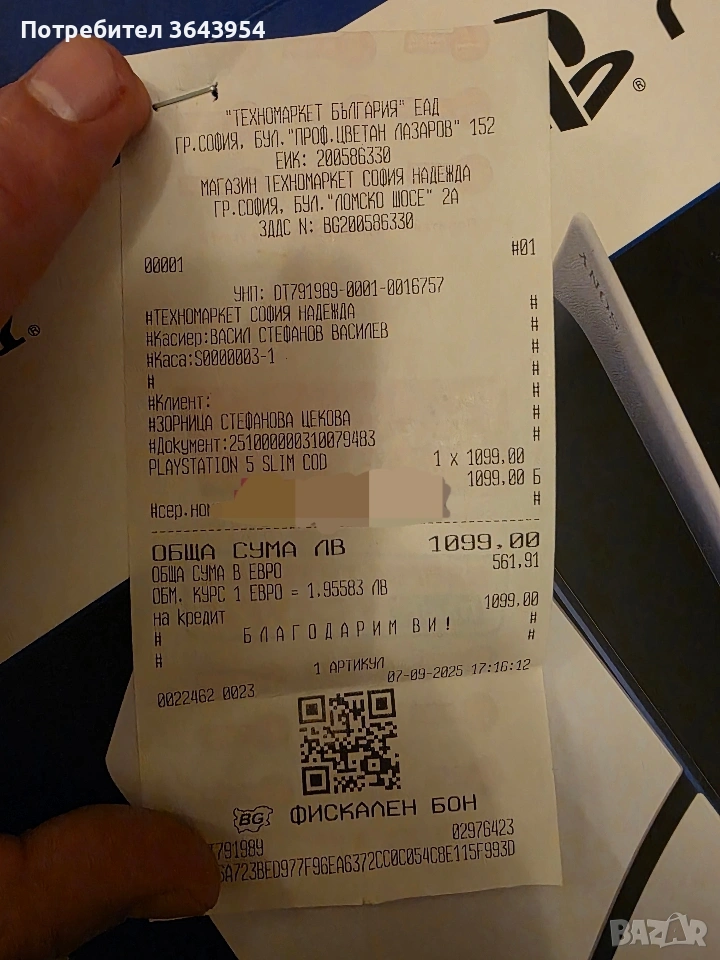 Потребител 3643954
"ТЕХНОМАРКЕТ БЪЛГАРИЯ" ЕАД
ГР.СОФИЯ, БУЛ."ПРОФ.ЦВЕТАН ЛАЗАРОВ" 152
ЕИК: 200586330
МАГАЗИН ТЕХНОМАРКЕТ СОФИЯ НАДЕЖДА
ГР.СОФИЯ, БУЛ."ЛОМСКО ШОСЕ" 2А
ЗДДС N: BG200586330
00001 #01
УНП: DT791989-0001-0016757
#ТЕХНОМАРКЕТ СОФИЯ НАДЕЖДА #
#Касиер:ВАСИЛ СТЕФАНОВ ВАСИЛЕВ #
#Каса:S0000003-1 #
# #
#Клиент: #
#ЗОРНИЦА СТЕФАНОВА ЦЕКОВА #
#Документ:251000000310079483 #
PLAYSTATION 5 SLIM COD 1 x 1099,00
1099,00 Б
#сер.ном #
ОБЩА СУМА ЛВ 1099,00
ОБЩА СУМА В ЕВРО 561,91
ОБМ. КУРС 1 ЕВРО = 1,95583 ЛВ
на кредит 1099,00
# БЛАГОДАРИМ ВИ! #
# #
1 АРТИКУЛ
0022462 0023 07-09-2025 17:16:12
BG ФИСКАЛЕН БОН
791989 02976423
6A723BED977F96EA6372CC0C054C8E115F993D
SONY
BAZAR